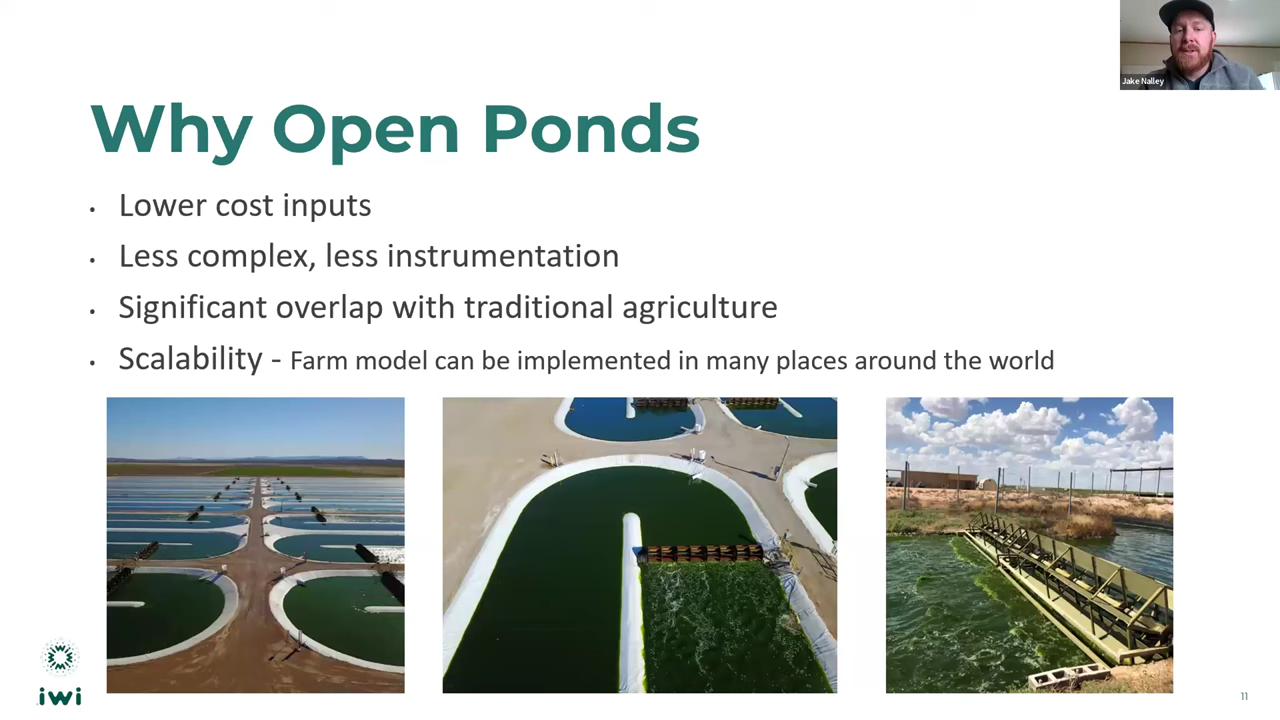 Jake Nalley
Why Open Ponds
• Lower cost inputs
• Less complex, less instrumentation
• Significant overlap with traditional agriculture
• Scalability - Farm model can be implemented in many places around the world
iwi
11